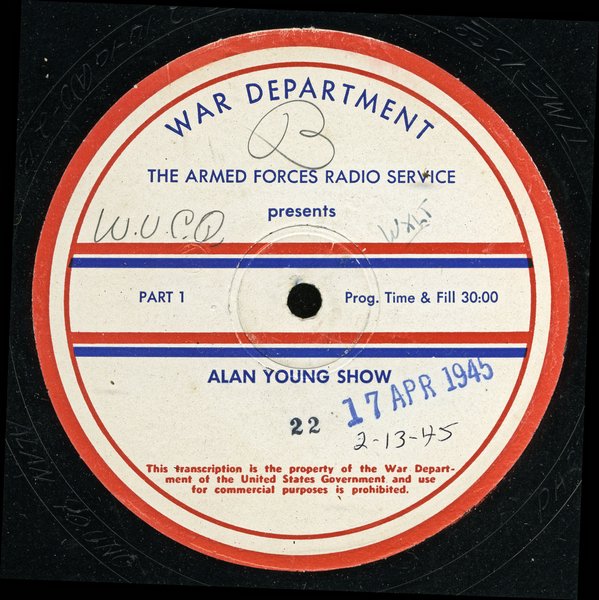 WAR DEPARTMENT
B
THE ARMED FORCES RADIO SERVICE
presents
W.U.C.Q
WXLT
PART 1
Prog. Time & Fill 30:00
ALAN YOUNG SHOW
22
17 APR 1945
2-13-45
This transcription is the property of the War Depart-
ment of the United States Government and use
for commercial purposes is prohibited.